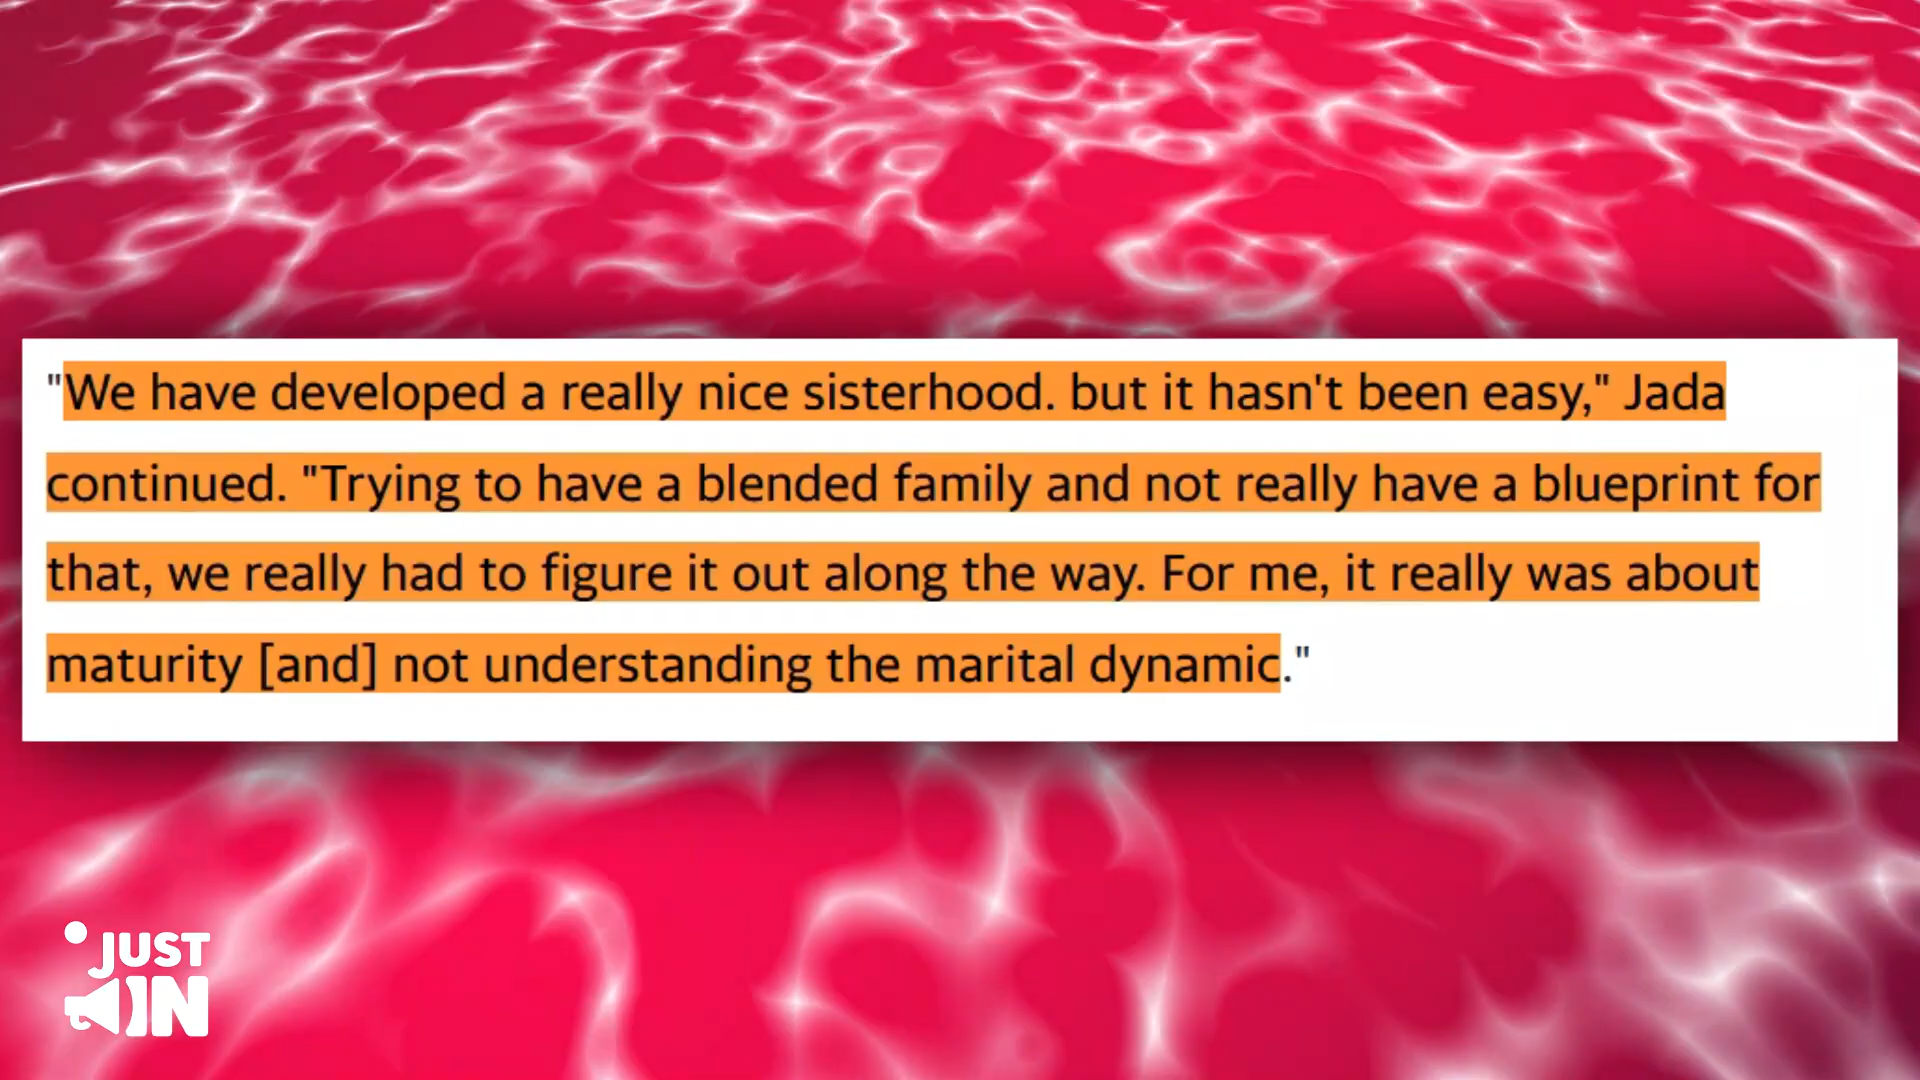 "We have developed a really nice sisterhood. but it hasn't been easy," Jada
continued. "Trying to have a blended family and not really have a blueprint for
that, we really had to figure it out along the way. For me, it really was about
maturity [and] not understanding the marital dynamic."
JUST
IN